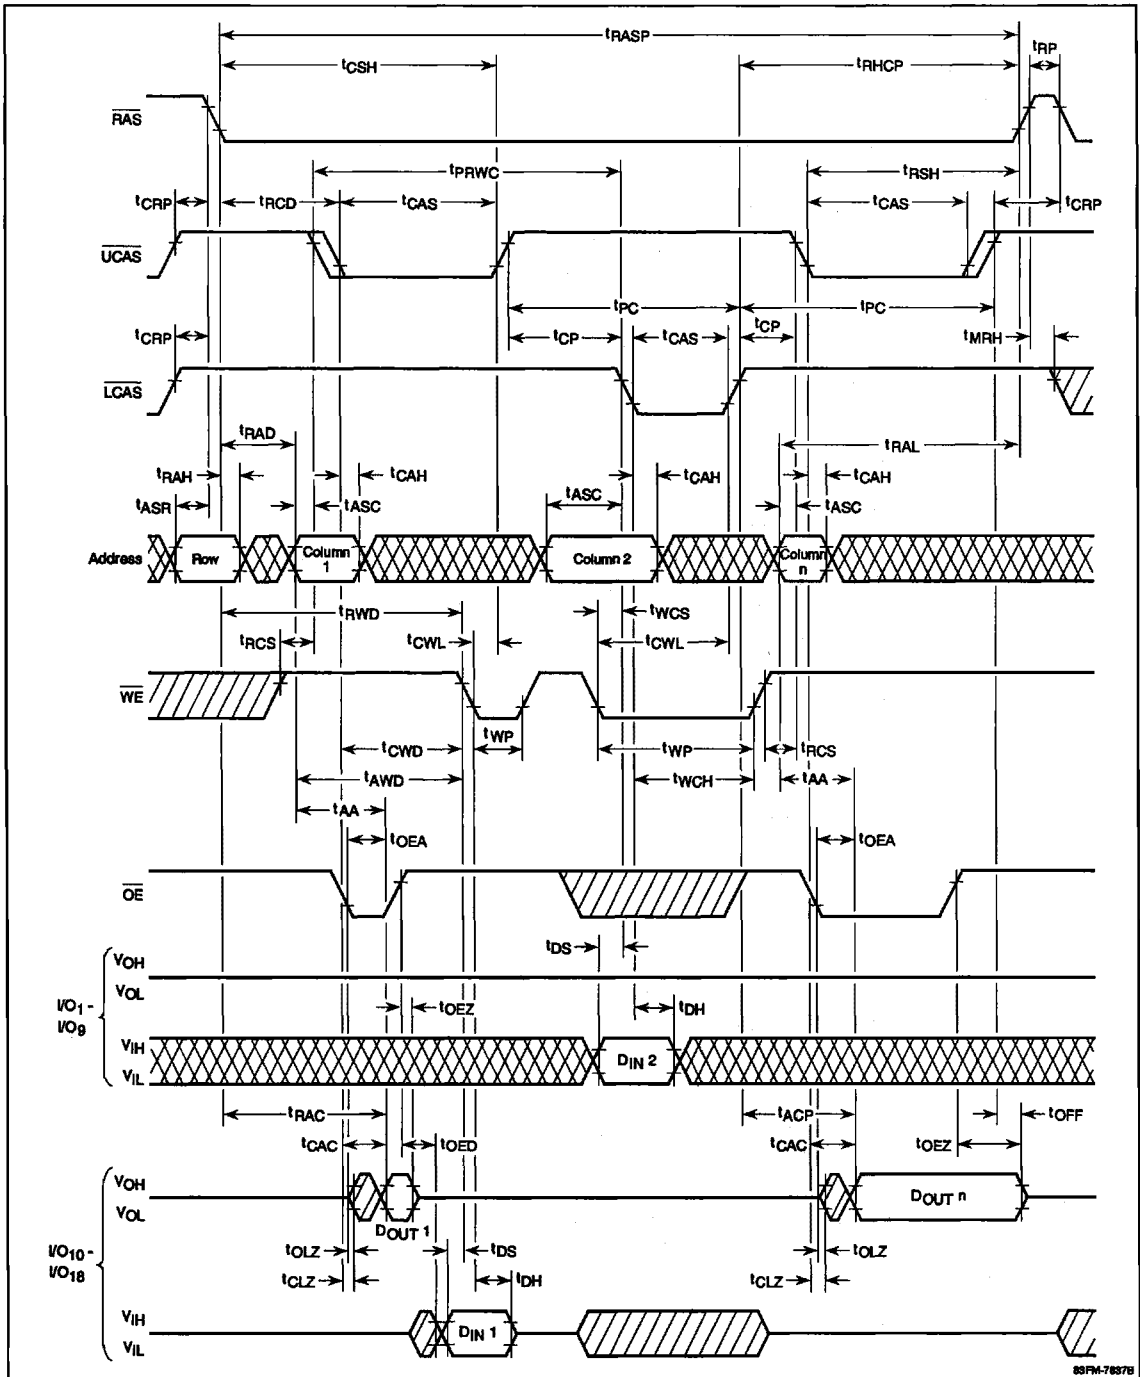 tRASP
tRP
tCSH
tRHCP
RAS
tPRWC
tRSH
tCRP
tRCD
tCAS
tCAS
tCRP
UCAS
tPC
tPC
tCRP
tCP
tCAS
tCP
tMRH
LCAS
tRAD
tRAL
tRAH
tCAH
tCAH
tCAH
tASR
tASC
tASC
tASC
Address
Row
Column 1
Column 2
Column n
tRWD
tWCS
tRCS
tCWL
tCWL
WE
tCWD
tWP
tWP
tRCS
tAWD
tWCH
tAA
tAA
tOEA
tOEA
OE
tDS
VOH
VOL
I/O1 -
I/O9
tOEZ
tDH
VIH
VIL
DIN 2
tRAC
tACP
tOFF
tCAC
tOED
tCAC
tOEZ
VOH
VOL
DOUT 1
DOUT n
I/O10 -
I/O18
tOLZ
tDS
tOLZ
tCLZ
tDH
tCLZ
VIH
VIL
DIN 1
83FM-7837B